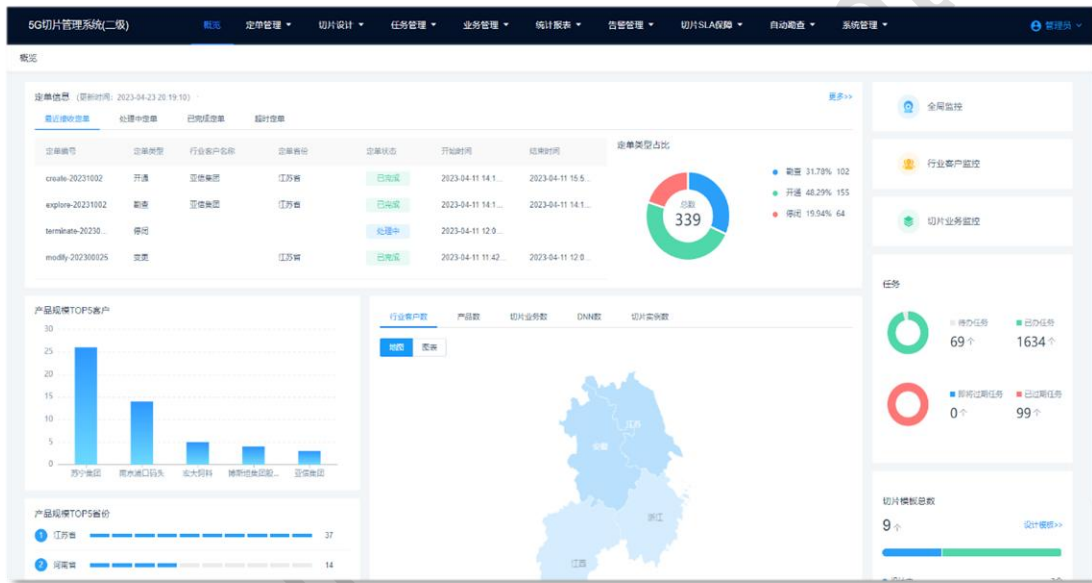 5G切片管理系统(二级) 概览 定单管理 切片设计 任务管理 业务管理 统计报表 告警管理 切片SLA保障 自动勘查 系统管理 管理员
概览
定单信息 (更新时间: 2023-04-23 20:19:10) 更多>>
最近接收定单 处理中定单 已完成定单 超时定单
定单编号 定单类型 行业客户名称 定单省份 定单状态 开始时间 结束时间
create-20231002 开通 亚信集团 江苏省 已完成 2023-04-11 14:1... 2023-04-11 15:5...
explore-20231002 勘查 亚信集团 江苏省 已完成 2023-04-11 14:1... 2023-04-11 14:1...
terminate-20230... 停闭 处理中 2023-04-11 12:0...
modify-202300025 变更 江苏省 已完成 2023-04-11 11:42... 2023-04-11 12:0...
定单类型占比
总数
339
勘查 31.78% 102
开通 48.29% 155
停闭 19.94% 64
全局监控
行业客户监控
切片业务监控
产品规模TOP5客户
30
25
20
15
10
5
0
苏宁集团 南京浦口码头 宏大饲料 亚信集团
产品规模TOP5省份
1 江苏省 37
2 河南省 14
行业客户数 产品数 切片业务数 DNN数 切片实例数
地图 图表
江苏
安徽
浙江
江西
任务
待办任务 已办任务
69个 1634个
即将过期任务 已过期任务
0个 99个
切片模板总数
9个 设计模板>>